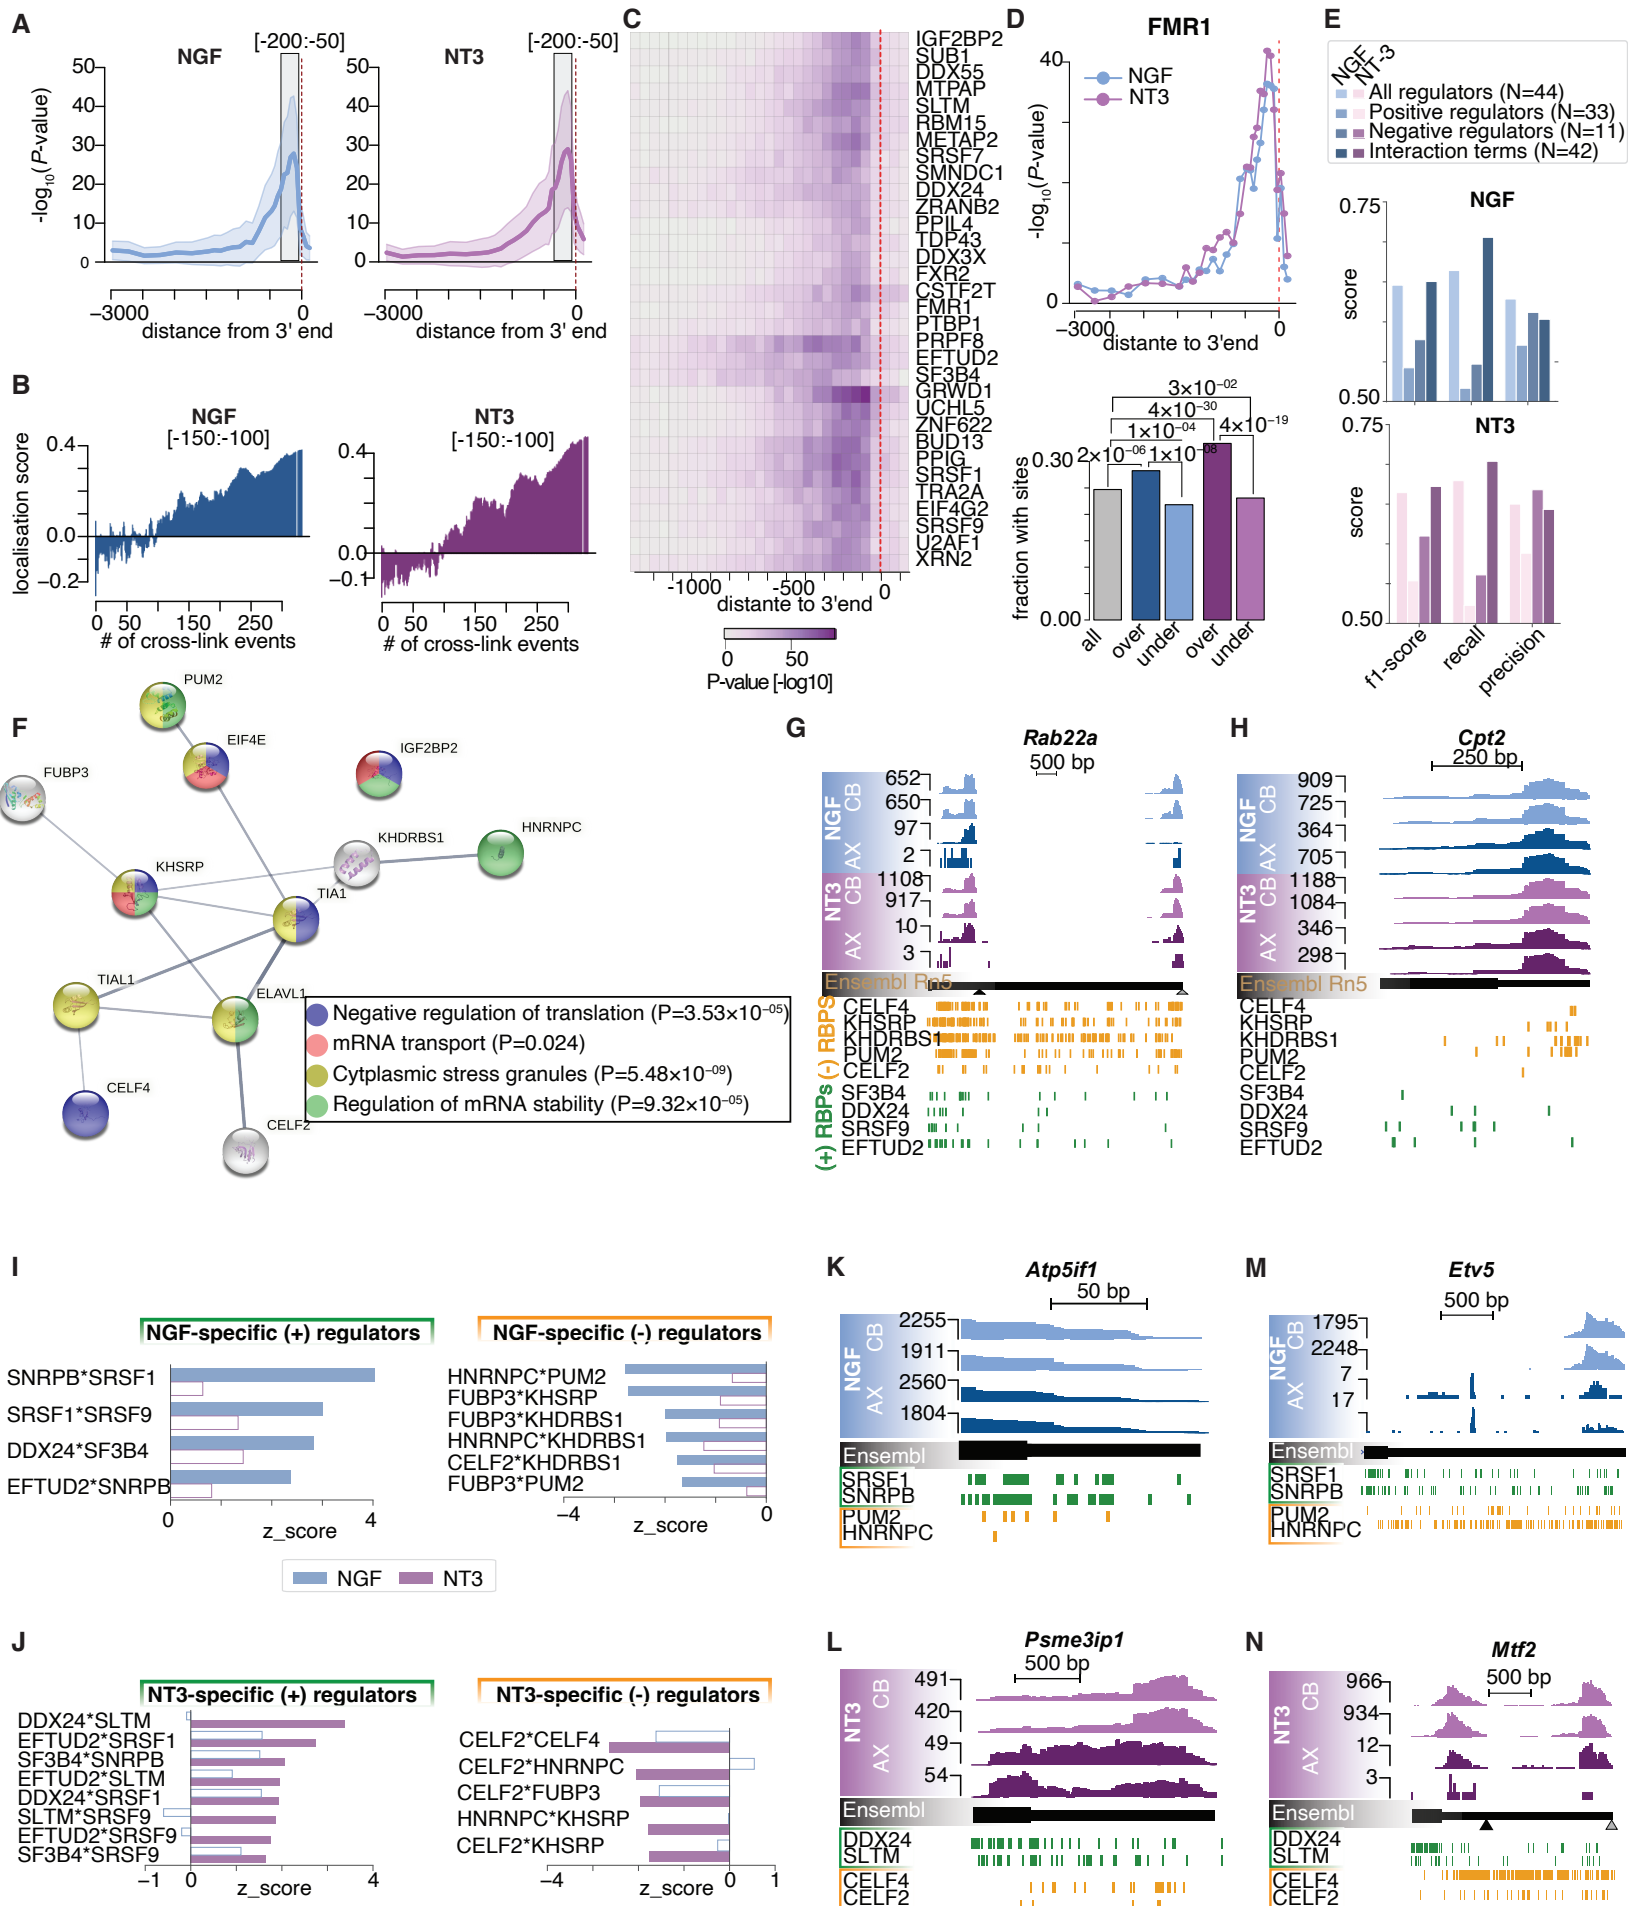 A
NGF
[-200:-50]
NT3
[-200:-50]
-log10(P-value)
50
40
30
20
10
0
50
40
30
20
10
0
−3000
0
distance from 3' end
−3000
0
distance from 3' end
B
NGF
[-150:-100]
NT3
[-150:-100]
localisation score
0.4
0.0
−0.2
0.4
0.0
−0.1
0 50 150 250
# of cross-link events
0 50 150 250
# of cross-link events
C
IGF2BP2
SUB1
DDX55
MTPAP
SLTM
RBM15
METAP2
SRSF7
SMNDC1
DDX24
ZRANB2
PPIL4
TDP43
DDX3X
FXR2
CSTF2T
FMR1
PTBP1
PRPF8
EFTUD2
SF3B4
GRWD1
UCHL5
ZNF622
BUD13
PPIG
SRSF1
TRA2A
EIF4G2
SRSF9
U2AF1
XRN2
-1000
-500
0
distante to 3'end
0
50
P-value [-log10]
D
FMR1
NGF
NT3
-log10(P-value)
40
0
−3000
0
distante to 3'end
3×10−02
4×10−30
1×10−04
4×10−19
2×10−06
1×10−08
fraction with sites
0.30
0.00
all
over
under
over
under
E
NGF
NT-3
All regulators (N=44)
Positive regulators (N=33)
Negative regulators (N=11)
Interaction terms (N=42)
NGF
0.75
score
0.50
NT3
0.75
score
0.50
f1-score
recall
precision
F
PUM2
EIF4E
IGF2BP2
FUBP3
KHDRBS1
HNRNPC
KHSRP
TIA1
TIAL1
ELAVL1
CELF4
CELF2
Negative regulation of translation (P=3.53×10−05)
mRNA transport (P=0.024)
Cytplasmic stress granules (P=5.48×10−09)
Regulation of mRNA stability (P=9.32×10−05)
G
Rab22a
500 bp
NGF
CB
AX
652
650
97
2
NT3
CB
AX
1108
917
10
3
Ensembl Rn5
(-) RBPS
CELF4
KHSRP
KHDRBS1
PUM2
CELF2
(+) RBPs
SF3B4
DDX24
SRSF9
EFTUD2
H
Cpt2
250 bp
NGF
CB
AX
909
725
364
705
NT3
CB
AX
1188
1084
346
298
Ensembl Rn5
CELF4
KHSRP
KHDRBS1
PUM2
CELF2
SF3B4
DDX24
SRSF9
EFTUD2
I
NGF-specific (+) regulators
SNRPB*SRSF1
SRSF1*SRSF9
DDX24*SF3B4
EFTUD2*SNRPB
0
4
z_score
NGF-specific (-) regulators
HNRNPC*PUM2
FUBP3*KHSRP
FUBP3*KHDRBS1
HNRNPC*KHDRBS1
CELF2*KHDRBS1
FUBP3*PUM2
−4
0
z_score
NGF
NT3
J
NT3-specific (+) regulators
DDX24*SLTM
EFTUD2*SRSF1
SF3B4*SNRPB
EFTUD2*SLTM
DDX24*SRSF1
SLTM*SRSF9
EFTUD2*SRSF9
SF3B4*SRSF9
−1
0
4
z_score
NT3-specific (-) regulators
CELF2*CELF4
CELF2*HNRNPC
CELF2*FUBP3
HNRNPC*KHSRP
CELF2*KHSRP
−4
0
1
z_score
K
Atp5if1
50 bp
NGF
CB
AX
2255
1911
2560
1804
Ensembl
SRSF1
SNRPB
PUM2
HNRNPC
M
Etv5
500 bp
NGF
CB
AX
1795
2248
7
17
Ensembl
SRSF1
SNRPB
PUM2
HNRNPC
L
Psme3ip1
500 bp
NT3
CB
AX
491
420
49
54
Ensembl
DDX24
SLTM
CELF4
CELF2
N
Mtf2
500 bp
NT3
CB
AX
966
934
12
3
Ensembl
DDX24
SLTM
CELF4
CELF2